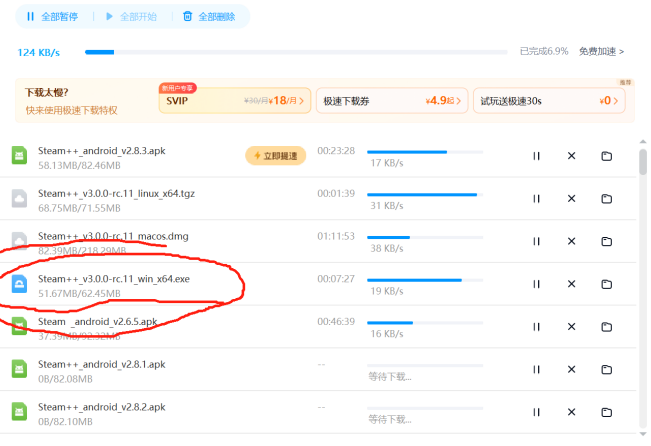 全部暂停 全部开始 全部删除
124 KB/s 已完成6.9% 免费加速 >
下载太慢?
快来使用极速下载特权
新用户专享
SVIP ¥30/月 ¥18/月 >
极速下载券 ¥4.9起 >
推荐
试玩送极速30s ¥0 >
Steam++_android_v2.8.3.apk 立即提速 00:23:28
58.13MB/82.46MB 17 KB/s
Steam++_v3.0.0-rc.11_linux_x64.tgz 00:01:39
68.75MB/71.55MB 31 KB/s
Steam++_v3.0.0-rc.11_macos.dmg 01:11:53
82.39MB/218.29MB 38 KB/s
Steam++_v3.0.0-rc.11_win_x64.exe 00:07:27
51.67MB/62.45MB 19 KB/s
Steam _android_v2.6.5.apk 00:46:39
16 KB/s
Steam++_android_v2.8.1.apk --
0B/82.08MB 等待下载...
Steam++_android_v2.8.2.apk --
0B/82.10MB 等待下载...